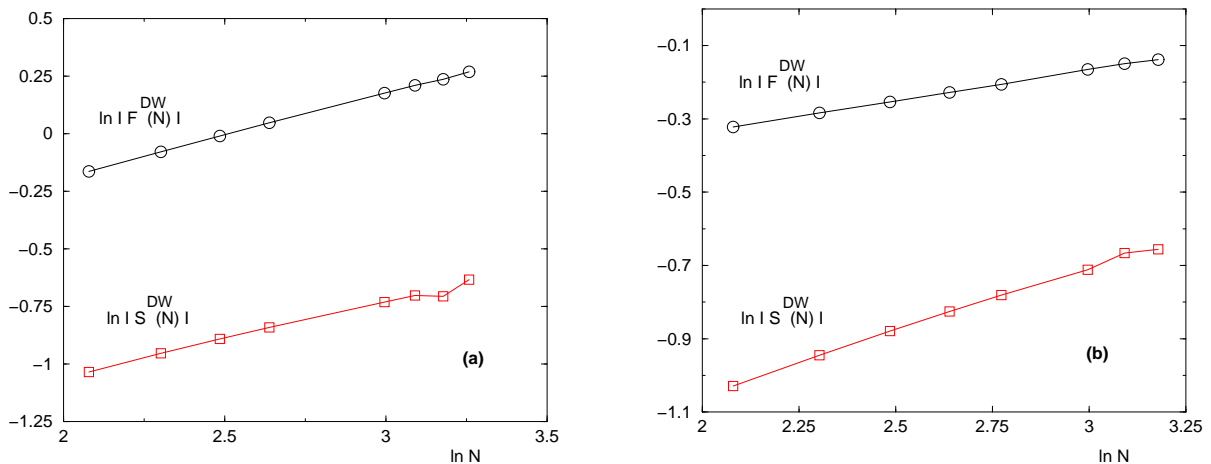 0.5
0.25
0
−0.25
−0.5
−0.75
−1
−1.25
2
2.5
3
3.5
ln N
DW
ln I F (N) I
DW
ln I S (N) I
(a)
−0.1
−0.3
−0.5
−0.7
−0.9
−1.1
2
2.25
2.5
2.75
3
3.25
ln N
DW
ln I F (N) I
DW
ln I S (N) I
(b)